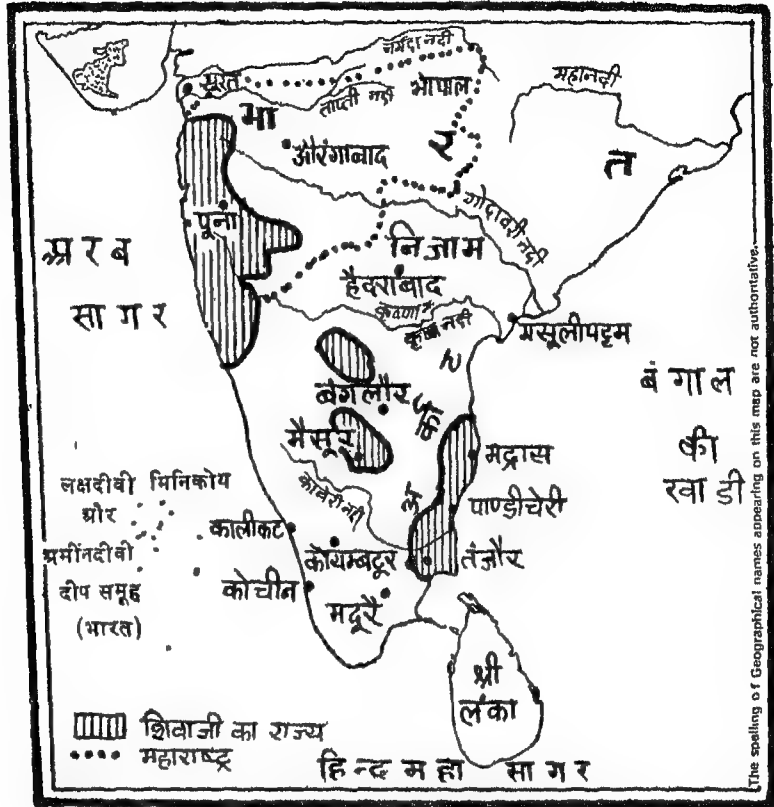 नर्मदा नदी
सूरत
ताप्ती नदी
भोपाल
महानदी
भा
र
त
औरंगाबाद
गोदावरी नदी
पूना
निजाम
हैदराबाद
अरब
सागर
कृष्णा
कृष्णा नदी
मसूलीपट्टम
बंगाल
की
खाड़ी
बंगलौर
मैसूर
मद्रास
कावेरी नदी
पाण्डीचेरी
लक्षदीवी मिनिकोय
और
अमींनदीवी
दीप समूह
(भारत)
कालीकट
कोयम्बटूर
तंजौर
कोचीन
मदूरै
श्री
लंका
शिवाजी का राज्य
महाराष्ट्र
हिन्द महा सागर
The spelling of Geographical names appearing on this map are not authoritative.